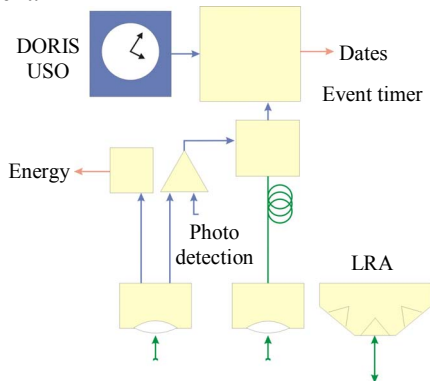 DORIS
USO
Dates
Event timer
Energy
Photo
detection
LRA